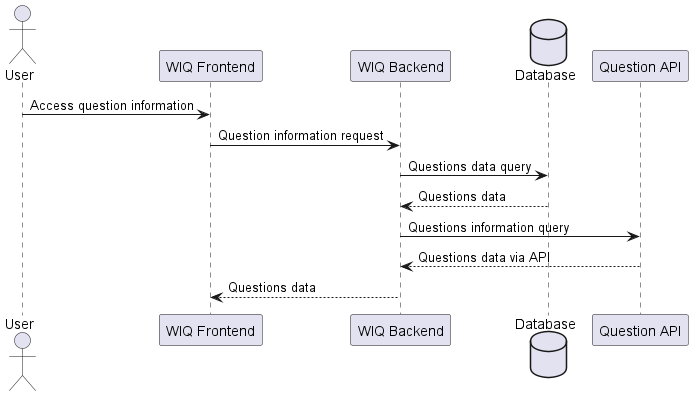 User
WIQ Frontend
WIQ Backend
Database
Question API
Access question information
Question information request
Questions data query
Questions data
Questions information query
Questions data via API
Questions data
User
WIQ Frontend
WIQ Backend
Database
Question API